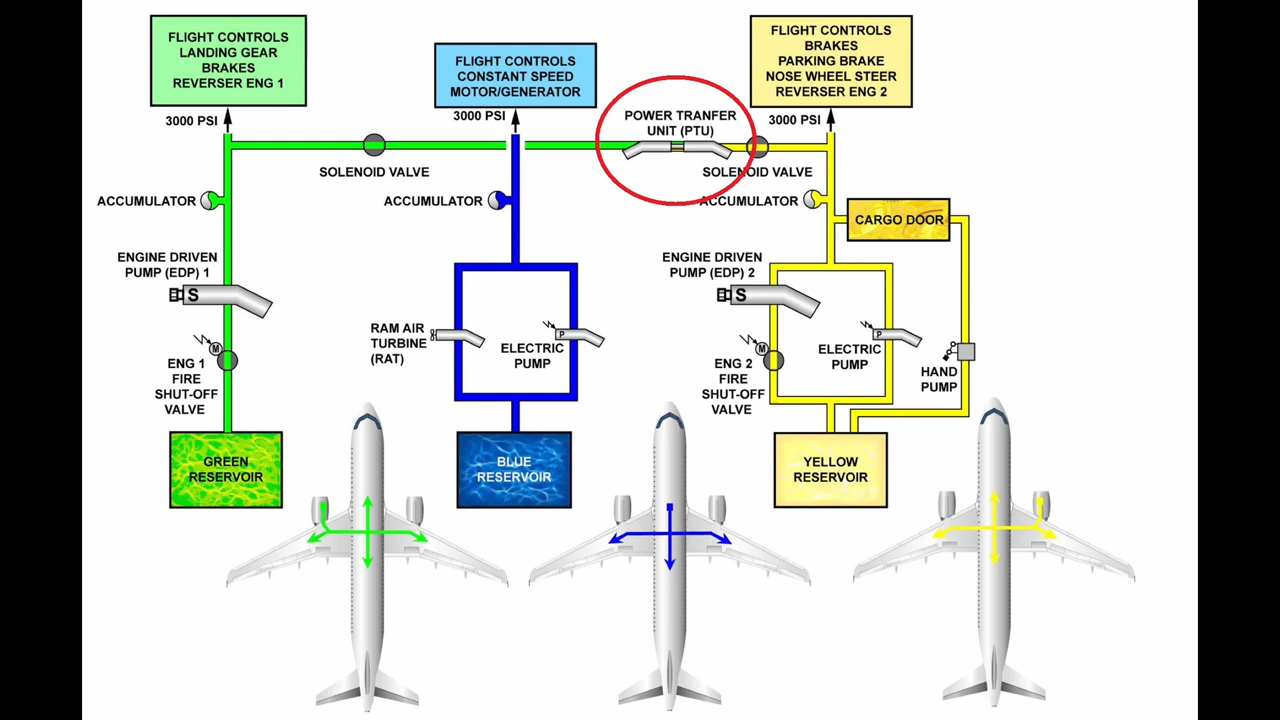 FLIGHT CONTROLS
LANDING GEAR
BRAKES
REVERSER ENG 1
FLIGHT CONTROLS
CONSTANT SPEED
MOTOR/GENERATOR
FLIGHT CONTROLS
BRAKES
PARKING BRAKE
NOSE WHEEL STEER
REVERSER ENG 2
3000 PSI
3000 PSI
POWER TRANFER
UNIT (PTU)
3000 PSI
SOLENOID VALVE
SOLENOID VALVE
ACCUMULATOR
ACCUMULATOR
ACCUMULATOR
CARGO DOOR
ENGINE DRIVEN
PUMP (EDP) 1
S
ENGINE DRIVEN
PUMP (EDP) 2
S
RAM AIR
TURBINE
(RAT)
P
ELECTRIC
PUMP
P
ELECTRIC
PUMP
M
ENG 1
FIRE
SHUT-OFF
VALVE
M
ENG 2
FIRE
SHUT-OFF
VALVE
HAND
PUMP
GREEN
RESERVOIR
BLUE
RESERVOIR
YELLOW
RESERVOIR